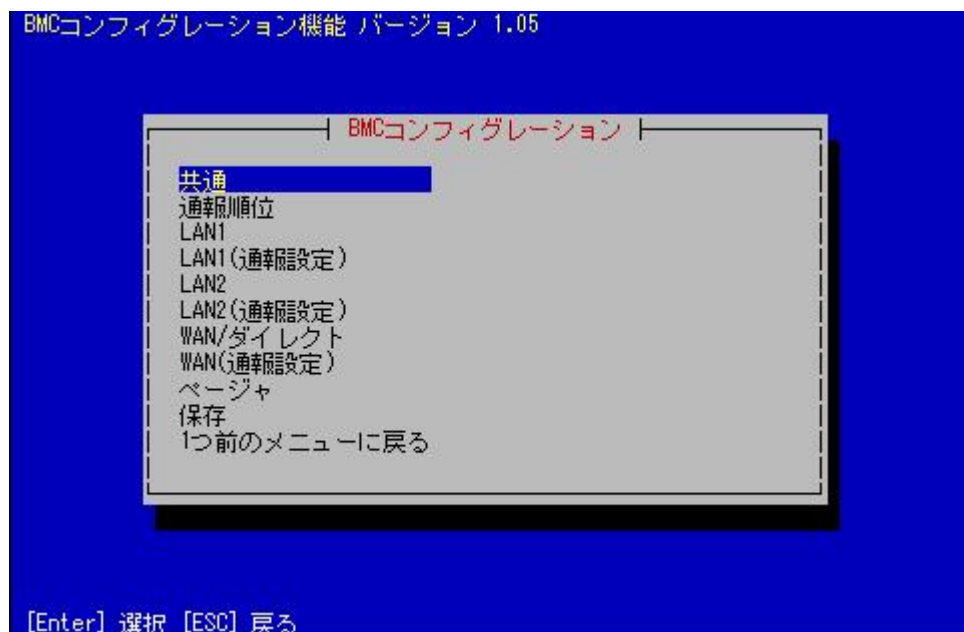 BMCコンフィグレーション機能 バージョン 1.05
BMCコンフィグレーション
共通
通報順位
LAN1
LAN1(通報設定)
LAN2
LAN2(通報設定)
WAN/ダイレクト
WAN(通報設定)
ページャ
保存
1つ前のメニューに戻る
[Enter] 選択 [ESC] 戻る